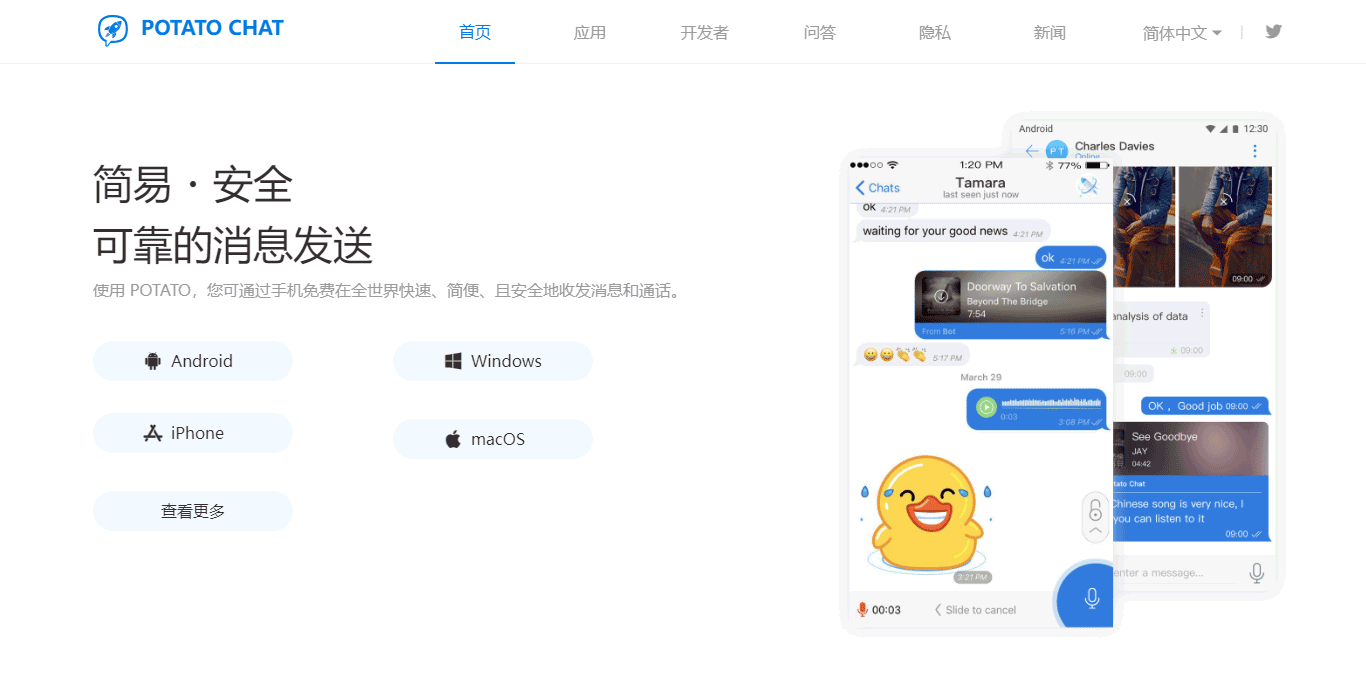 POTATO CHAT
首页 应用 开发者 问答 隐私 新闻 简体中文
简易·安全
可靠的消息发送
使用 POTATO，您可通过手机免费在全世界快速、简便、且安全地收发消息和通话。
Android
Windows
iPhone
macOS
查看更多
1:20 PM 77%
Chats
Tamara
last seen just now
OK 4:21 PM
waiting for your good news 4:21 PM
ok 4:21 PM
Doorway To Salvation
Beyond The Bridge
7:54
From Bot 5:16 PM
5:17 PM
March 29
0:03
3:08 PM
3:21 PM
00:03 Slide to cancel
Android 12:30
PT
Charles Davies
Online
09:00
analysis of data
09:00
09:00
OK， Good job 09:00
See Goodbye
JAY
04:42
tato Chat
Chinese song is very nice, I
you can listen to it
09:00
enter a message...